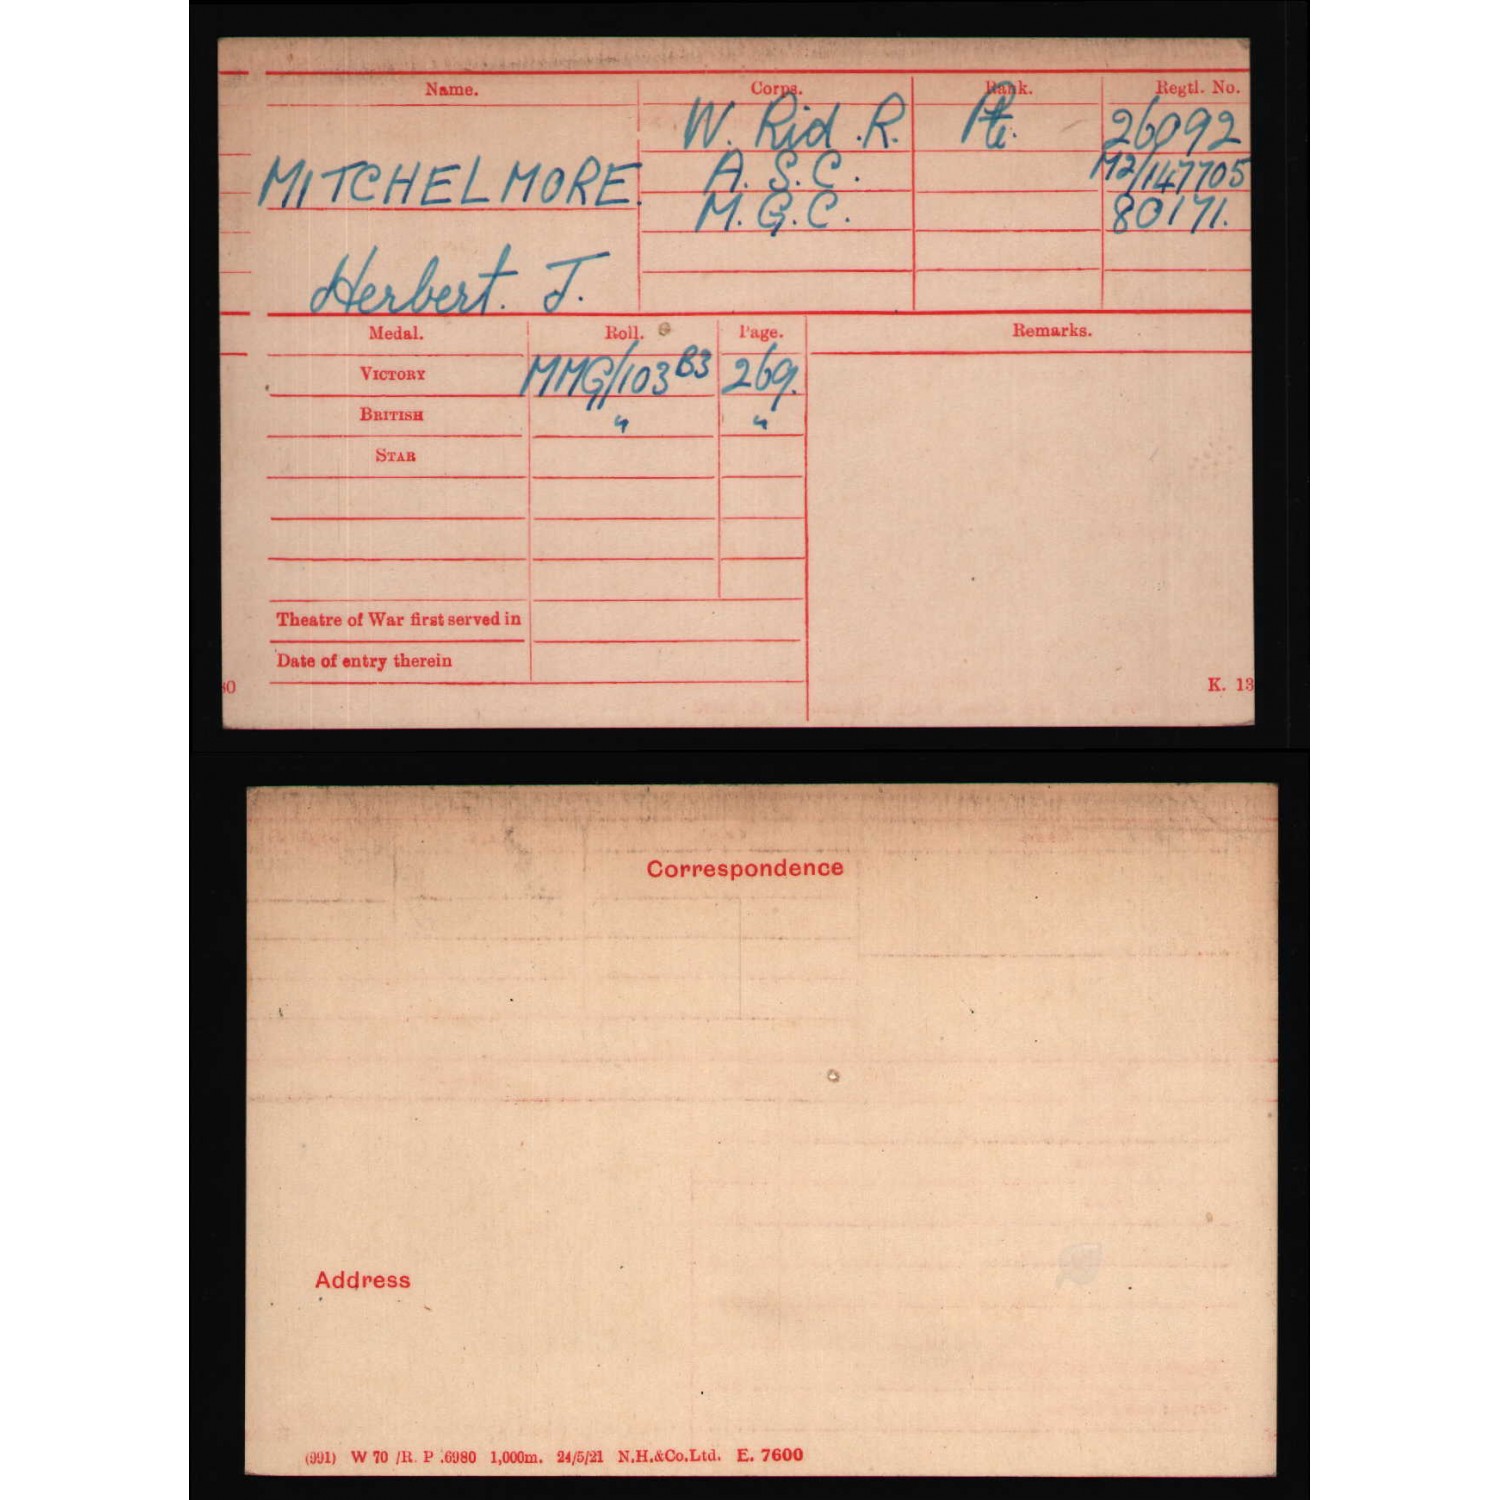 Name. Corps. Rank. Regtl. No.
W. Rid. R. Pte. 26092
MITCHELMORE. A. S. C. M2/147705
M. G. C. 80171.
Herbert. J.
Medal. Roll. Page. Remarks.
VICTORY MMG/103 B3 269.
BRITISH " "
STAR
Theatre of War first served in
Date of entry therein
K. 13
Correspondence
Address
(991) W 70 /R. P .6980 1,000m. 24/5/21 N.H.&Co.Ltd. E. 7600